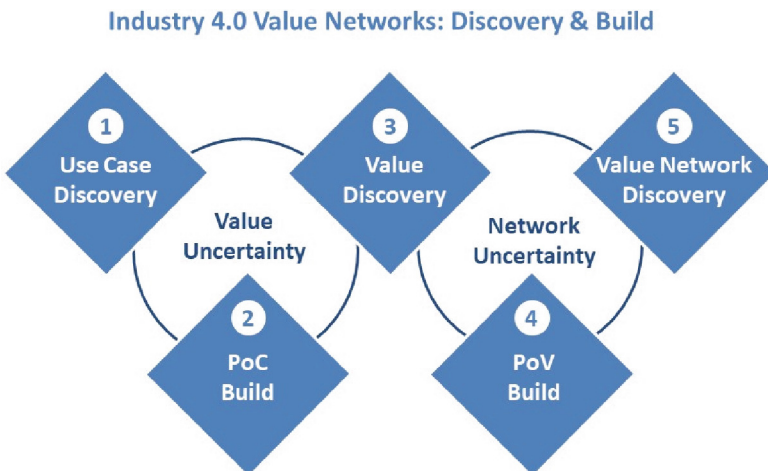 Industry 4.0 Value Networks: Discovery & Build
1
Use Case
Discovery
2
PoC
Build
3
Value
Discovery
4
PoV
Build
5
Value Network
Discovery
Value
Uncertainty
Network
Uncertainty